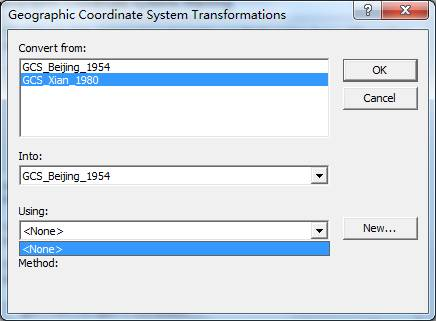 Geographic Coordinate System Transformations
Convert from:
GCS_Beijing_1954
GCS_Xian_1980
OK
Cancel
Into:
GCS_Beijing_1954
Using:
<None>
New...
<None>
Method: